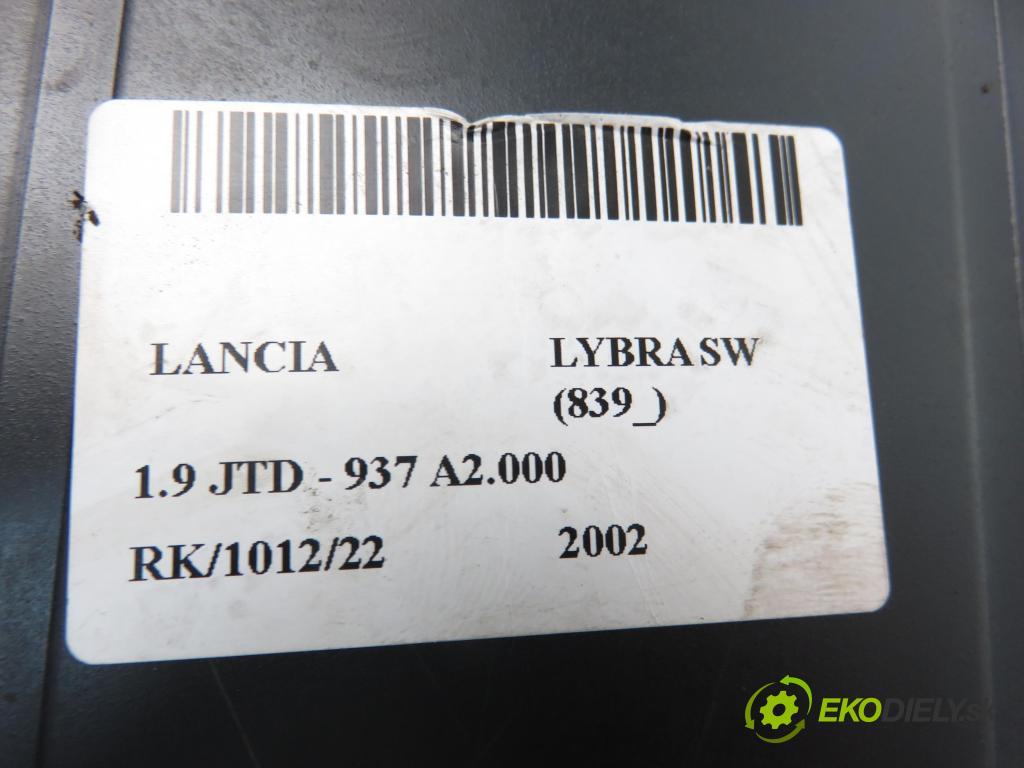 LANCIA LYBRA SW
(839_)
1.9 JTD - 937 A2.000
RK/1012/22 2002
EKODIELY.sk